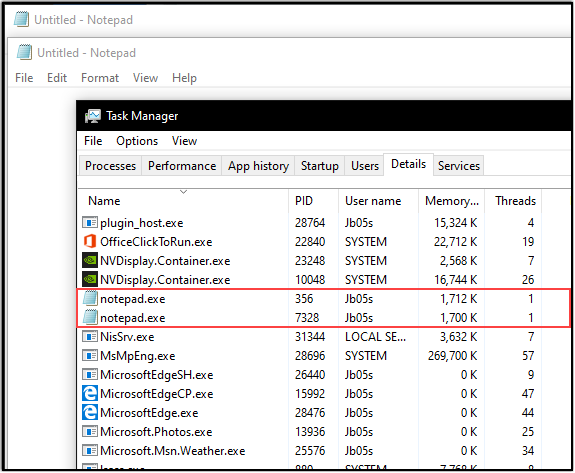 Untitled - Notepad
Untitled - Notepad
File Edit Format View Help
Task Manager
File Options View
Processes Performance App history Startup Users Details Services
Name PID User name Memory... Threads
plugin_host.exe 28764 Jb05s 15,324 K 4
OfficeClickToRun.exe 22840 SYSTEM 22,712 K 19
NVDisplay.Container.exe 23248 SYSTEM 2,568 K 7
NVDisplay.Container.exe 10048 SYSTEM 16,744 K 26
notepad.exe 356 Jb05s 1,712 K 1
notepad.exe 7328 Jb05s 1,700 K 1
NisSrv.exe 31344 LOCAL SE... 3,632 K 7
MsMpEng.exe 28696 SYSTEM 269,700 K 57
MicrosoftEdgeSH.exe 26440 Jb05s 0 K 9
MicrosoftEdgeCP.exe 15992 Jb05s 0 K 47
MicrosoftEdge.exe 28476 Jb05s 0 K 44
Microsoft.Photos.exe 13936 Jb05s 0 K 25
Microsoft.Msn.Weather.exe 25576 Jb05s 0 K 34